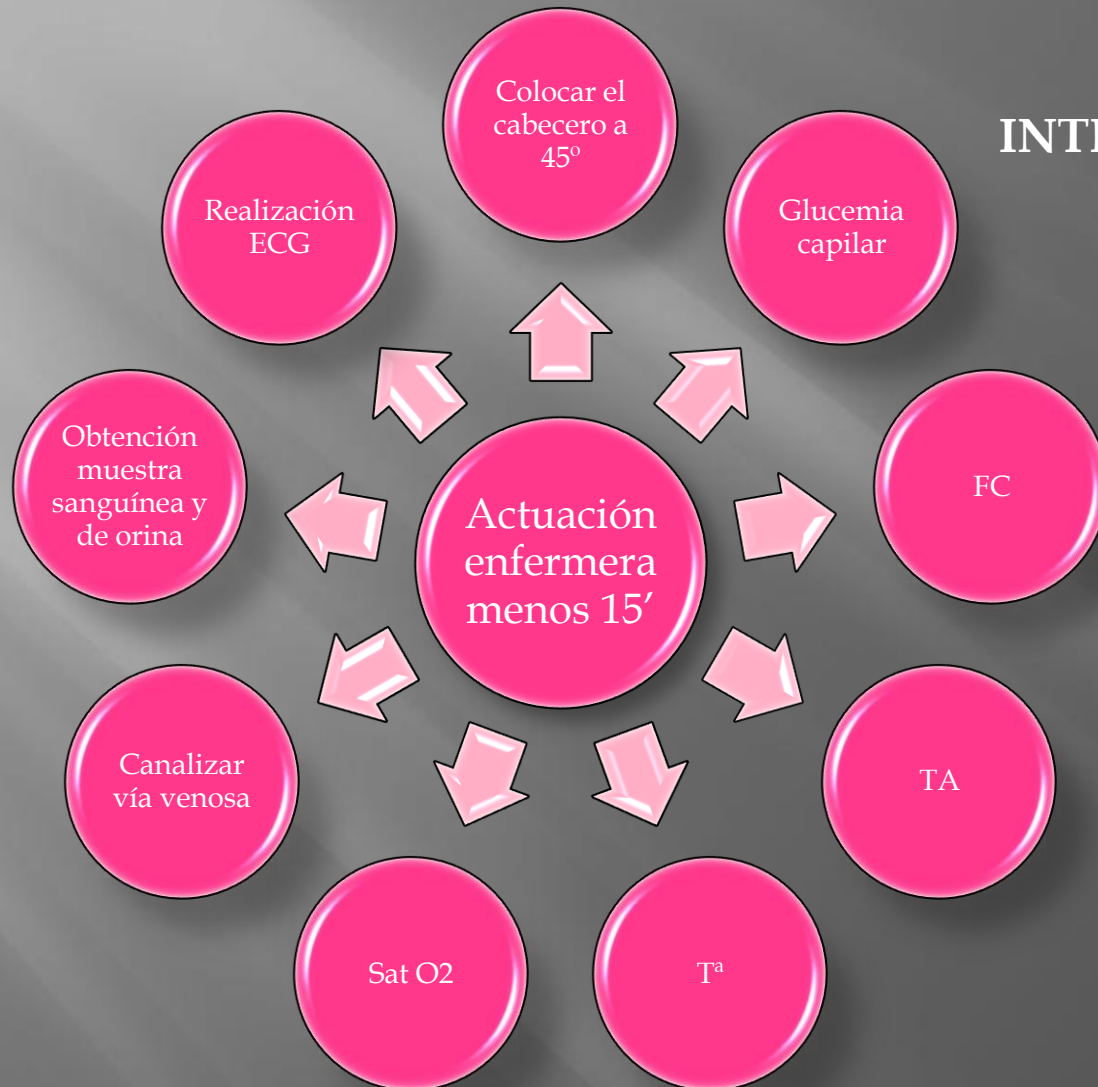 Colocar el
cabecero a
45º
INTE
Glucemia
capilar
Realización
ECG
FC
Obtención
muestra
sanguínea y
de orina
Actuación
enfermera
menos 15’
TA
Canalizar
vía venosa
Sat O2
Tª